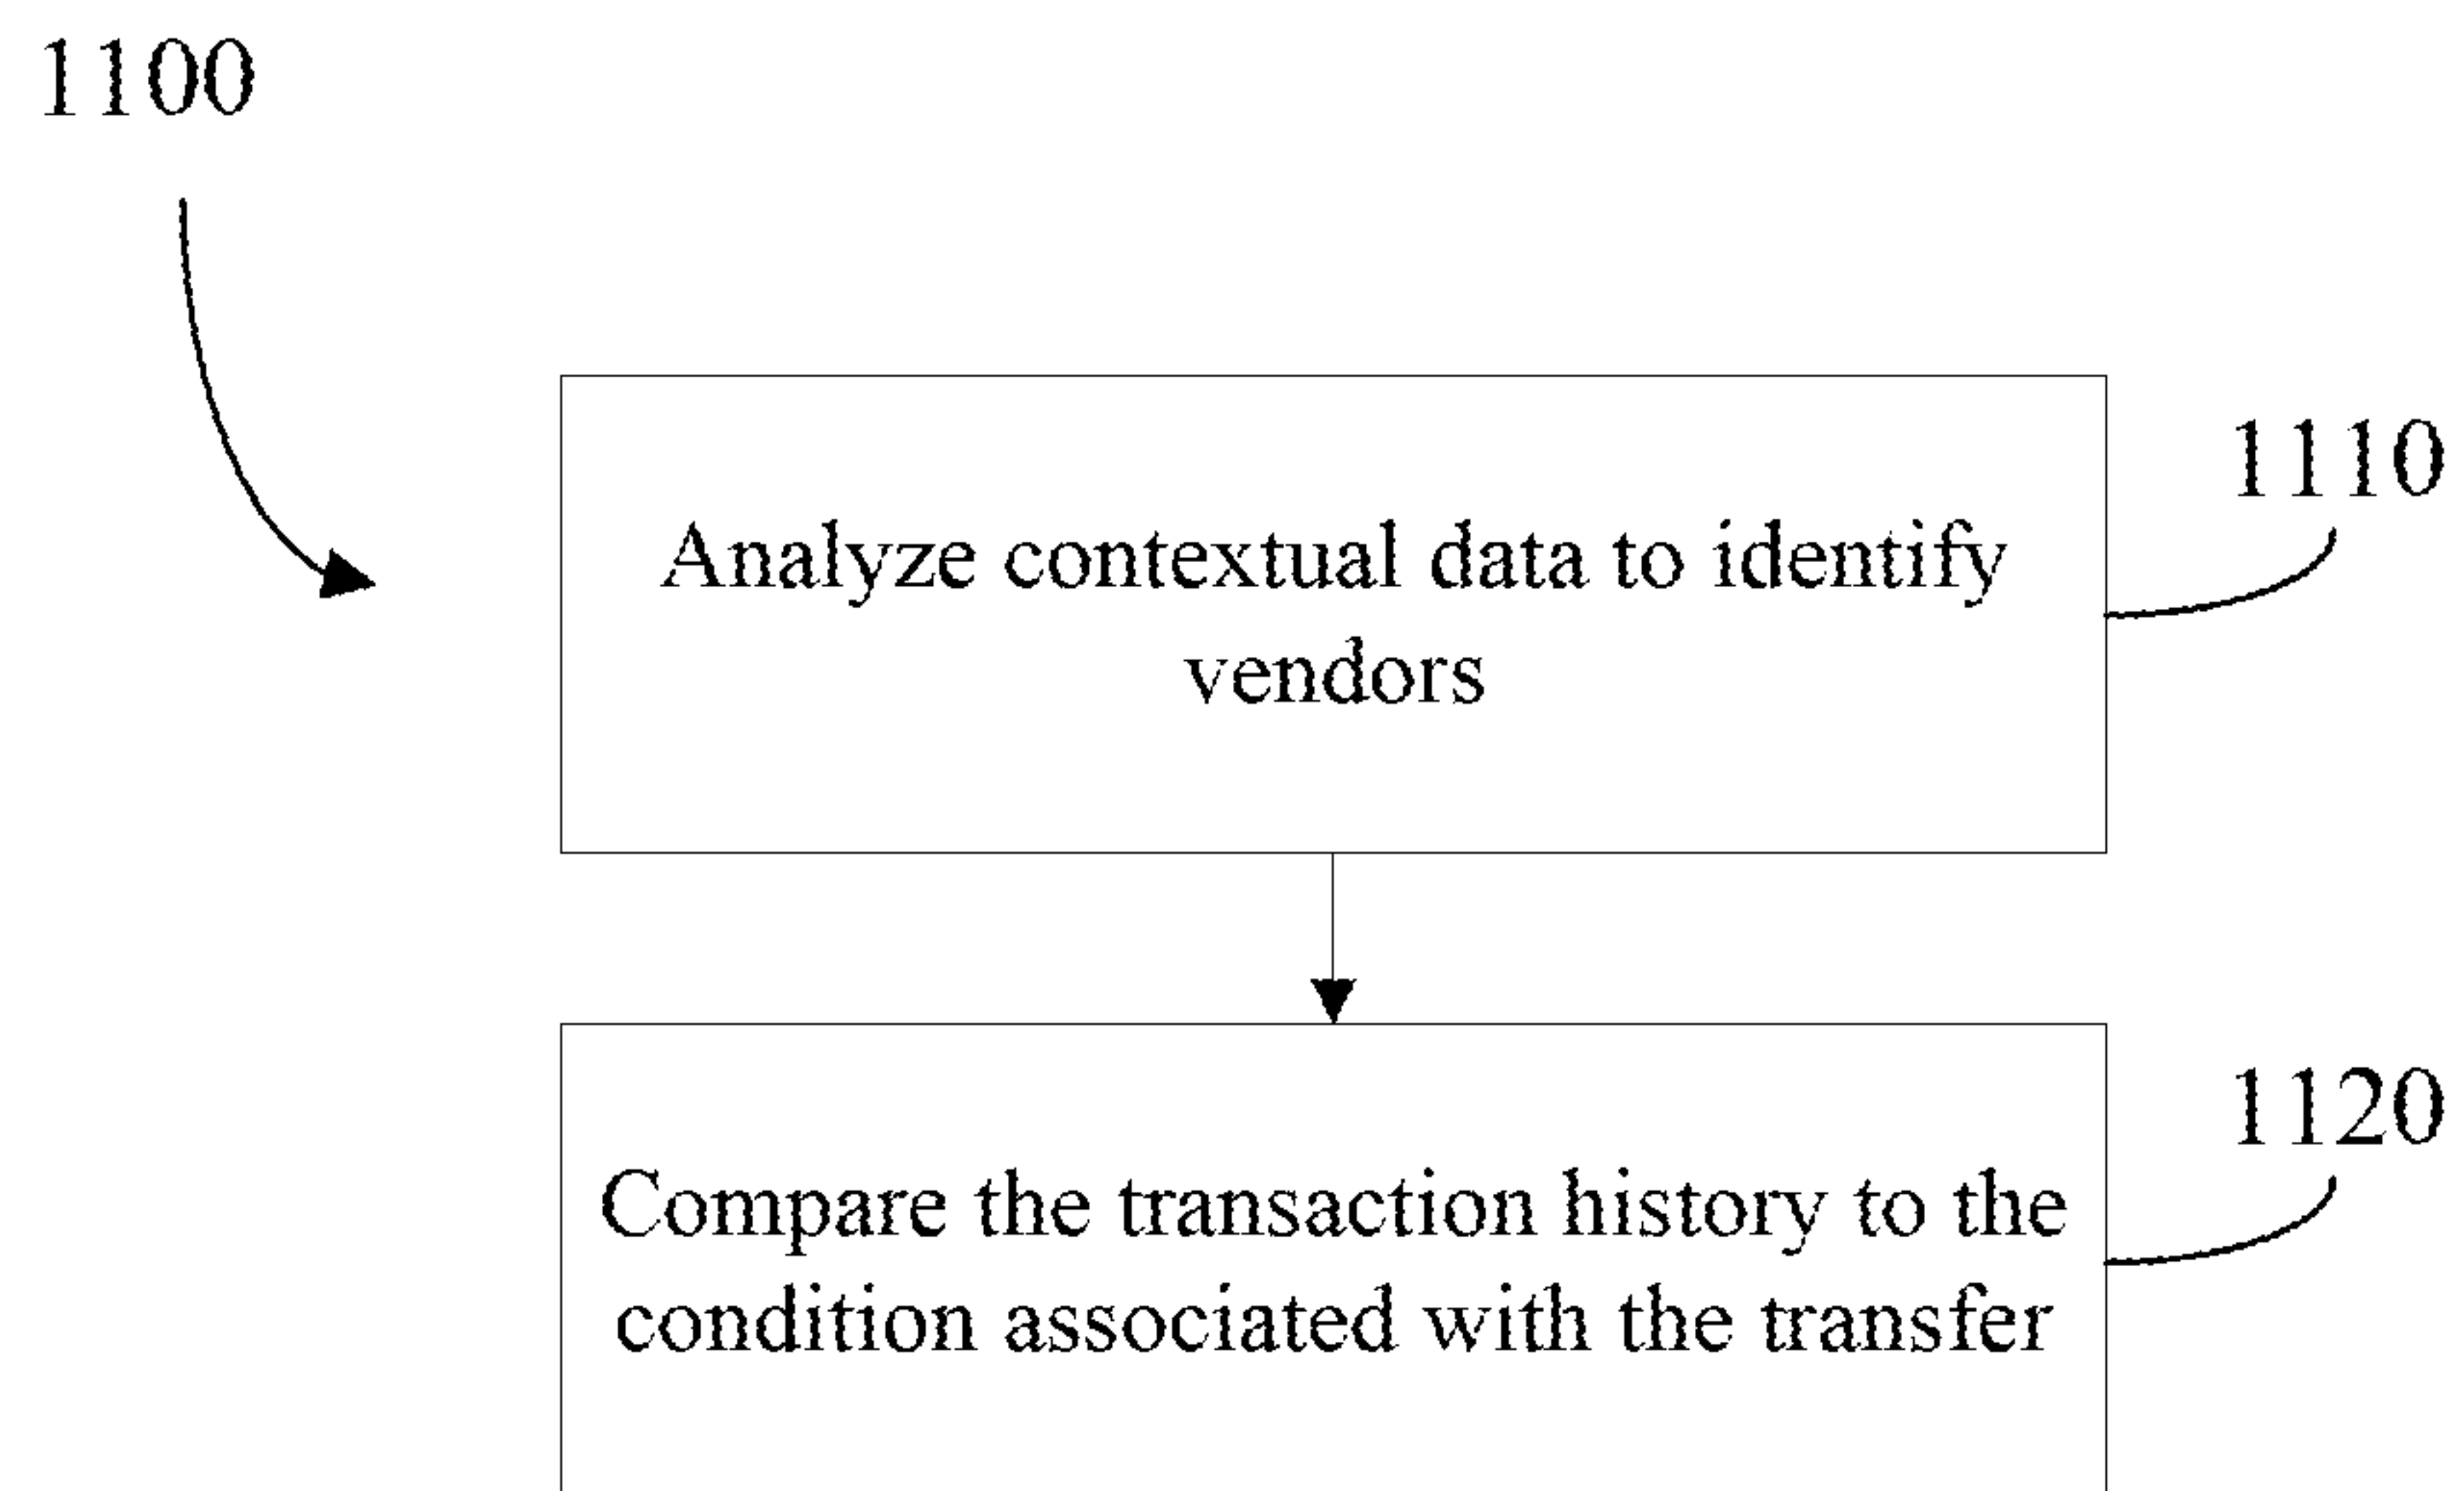 1100
1110
Analyze contextual data to identify
vendors
1120
Compare the transaction history to the
condition associated with the transfer